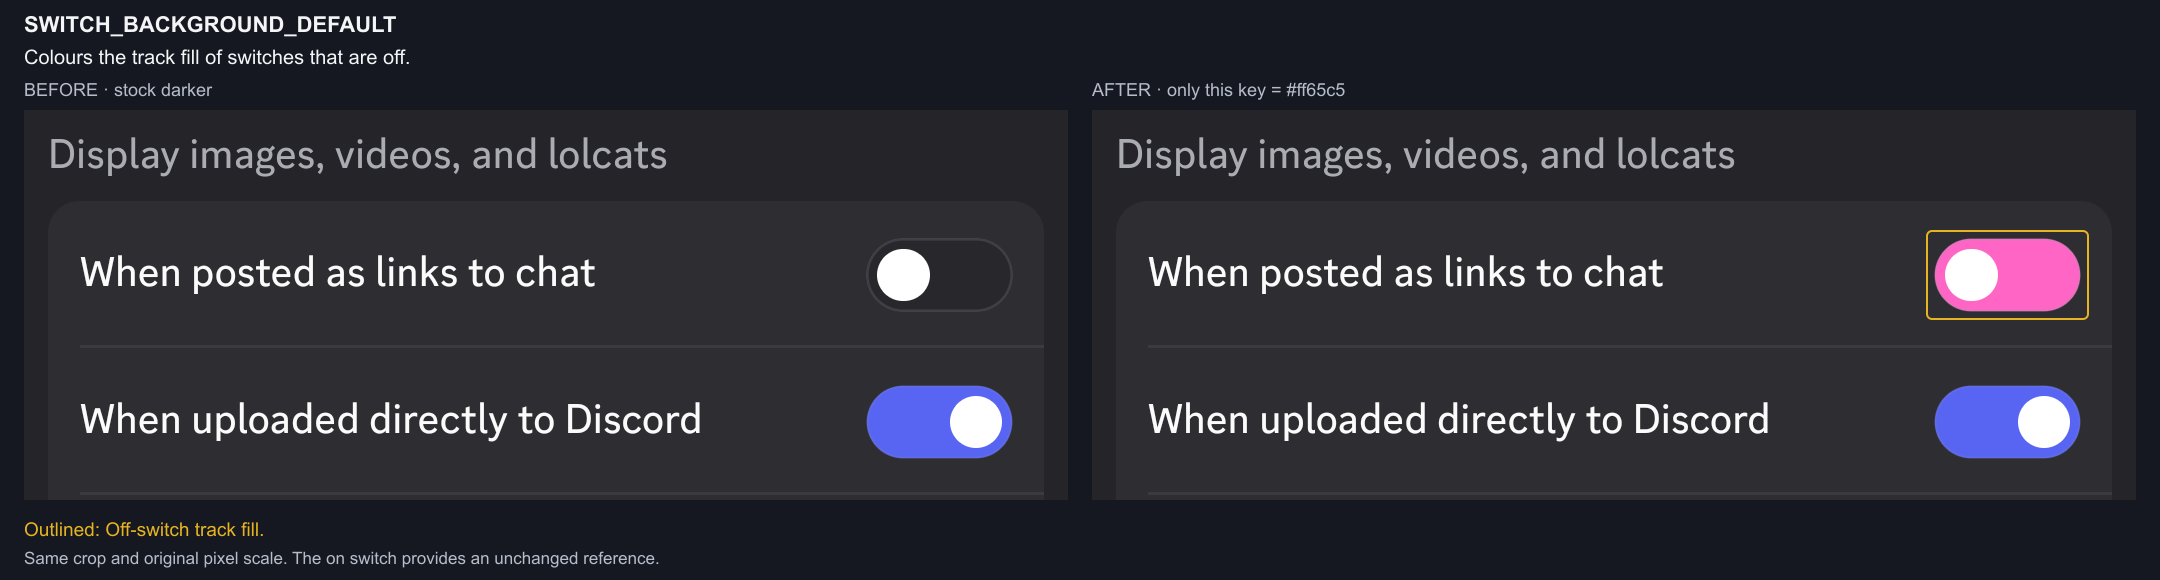 SWITCH_BACKGROUND_DEFAULT
Colours the track fill of switches that are off.
BEFORE · stock darker
AFTER · only this key = #ff65c5
Display images, videos, and lolcats
When posted as links to chat
When uploaded directly to Discord
Display images, videos, and lolcats
When posted as links to chat
When uploaded directly to Discord
Outlined: Off-switch track fill.
Same crop and original pixel scale. The on switch provides an unchanged reference.